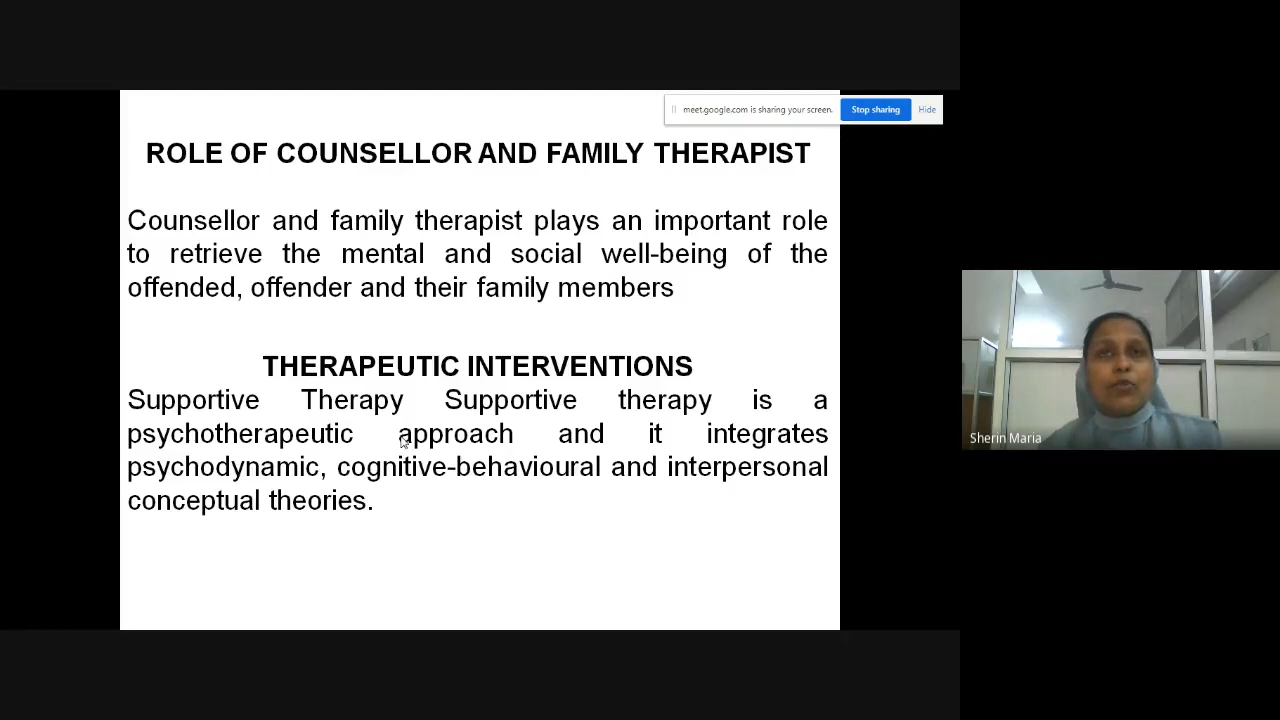 meet.google.com is sharing your screen.
Stop sharing
Hide
ROLE OF COUNSELLOR AND FAMILY THERAPIST
Counsellor and family therapist plays an important role
to retrieve the mental and social well-being of the
offended, offender and their family members
THERAPEUTIC INTERVENTIONS
Supportive Therapy Supportive therapy is a
psychotherapeutic approach and it integrates
psychodynamic, cognitive-behavioural and interpersonal
conceptual theories.
Sherin Maria